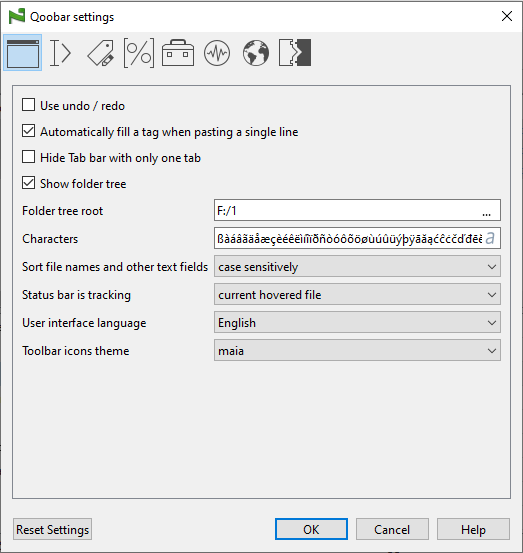 Qoobar settings
Use undo / redo
Automatically fill a tag when pasting a single line
Hide Tab bar with only one tab
Show folder tree
Folder tree root F:/1 ...
Characters ßàáâãäåæçèéêëìíîïðñòóôõöøùúûüýþÿāăąćĉċčďđēĕ a
Sort file names and other text fields case sensitively
Status bar is tracking current hovered file
User interface language English
Toolbar icons theme maia
Reset Settings OK Cancel Help